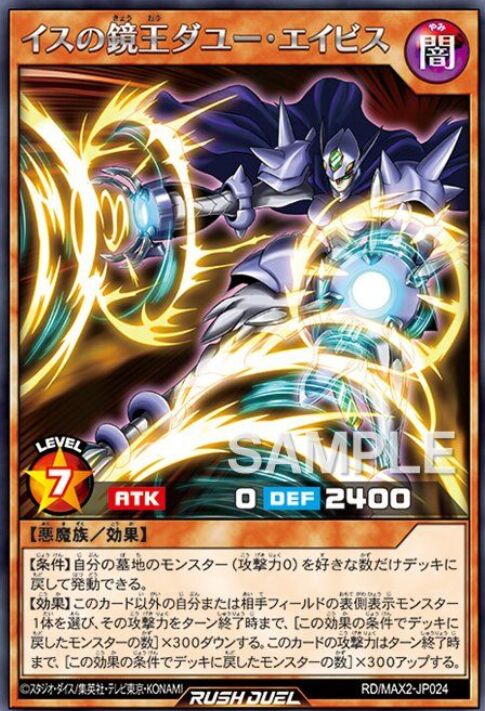 イスの鏡王ダユー・エイビス
闇
SAMPLE
LEVEL
7
ATK 0 DEF 2400
【悪魔族/効果】
【条件】自分の墓地のモンスター(攻撃力0)を好きな数だけデッキに
戻して発動できる。
【効果】このカード以外の自分または相手フィールドの表側表示モンスター
1体を選び、その攻撃力をターン終了時まで、[この効果の条件でデッキに
戻したモンスターの数]×300ダウンする。このカードの攻撃力はターン終了時
まで、[この効果の条件でデッキに戻したモンスターの数]×300アップする。
©スタジオ・ダイス/集英社・テレビ東京・KONAMI
RUSH DUEL
RD/MAX2-JP024